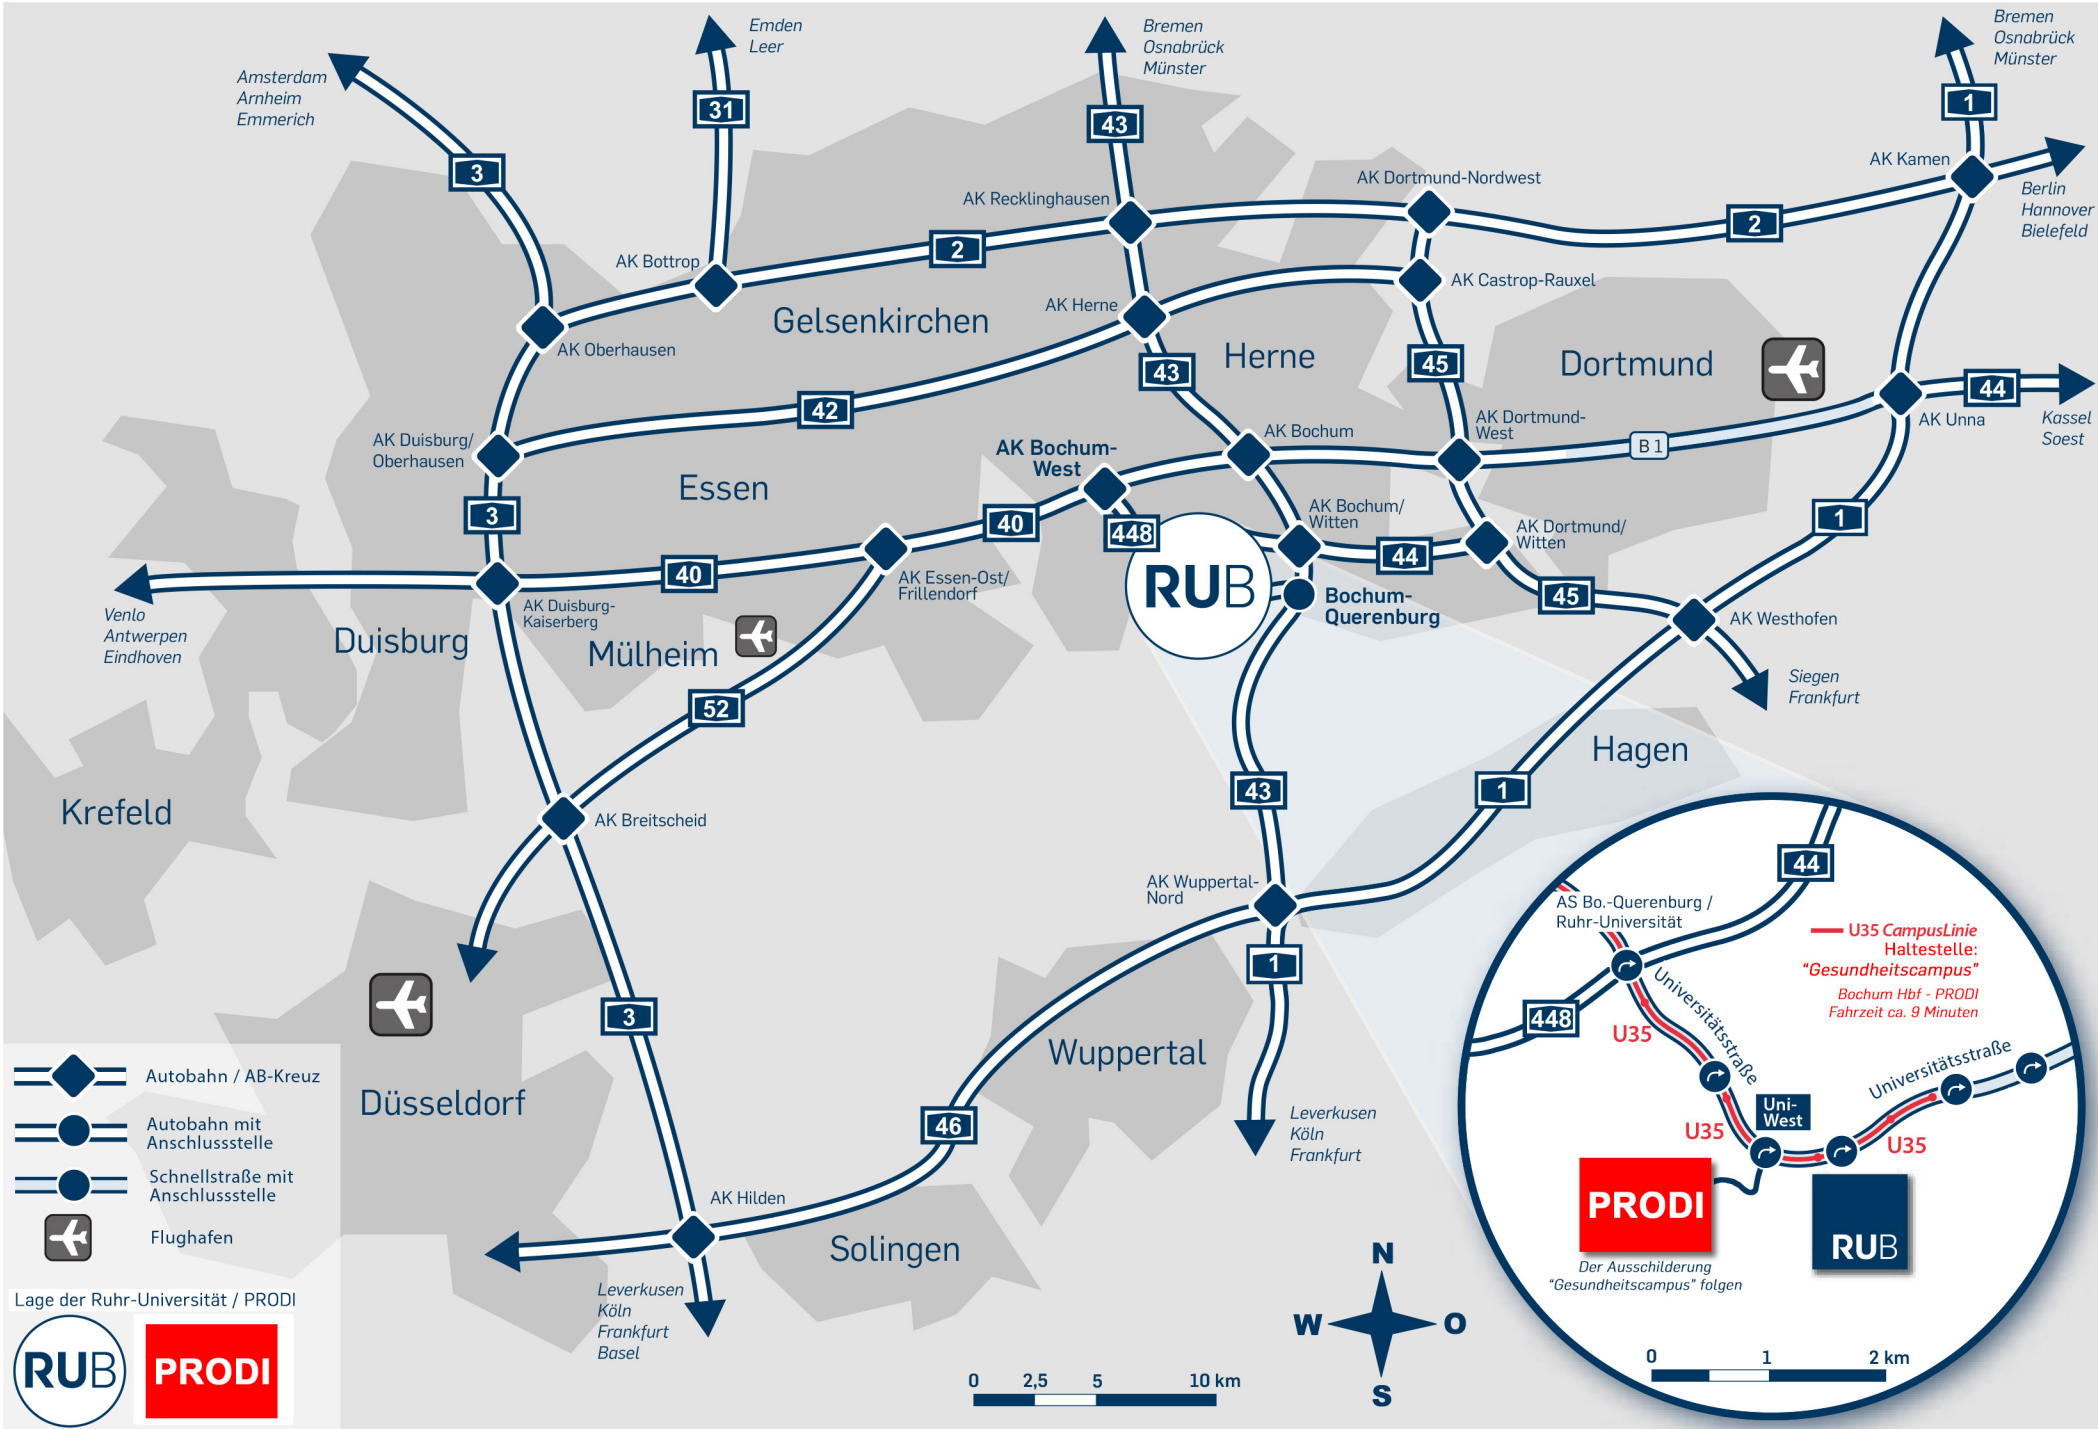 Emden
Leer
Bremen
Osnabrück
Münster
Bremen
Osnabrück
Münster
Amsterdam
Arnheim
Emmerich
31
43
1
3
AK Kamen
AK Dortmund-Nordwest
AK Recklinghausen
Berlin
Hannover
Bielefeld
2
2
AK Bottrop
AK Castrop-Rauxel
AK Herne
Gelsenkirchen
AK Oberhausen
Herne
Dortmund
43
45
44
42
Kassel
Soest
AK Unna
AK Dortmund-
West
AK Bochum
B 1
AK Duisburg/
Oberhausen
AK Bochum-
West
Essen
3
40
448
AK Bochum/
Witten
AK Dortmund/
Witten
1
44
40
AK Essen-Ost/
Frillendorf
RUB
Bochum-
Querenburg
45
AK Westhofen
Venlo
Antwerpen
Eindhoven
AK Duisburg-
Kaiserberg
Duisburg
Mülheim
Siegen
Frankfurt
52
Hagen
43
1
Krefeld
AK Breitscheid
AK Wuppertal-
Nord
1
3
Wuppertal
Düsseldorf
46
Leverkusen
Köln
Frankfurt
AK Hilden
Solingen
Leverkusen
Köln
Frankfurt
Basel
Autobahn / AB-Kreuz
Autobahn mit
Anschlussstelle
Schnellstraße mit
Anschlussstelle
Flughafen
Lage der Ruhr-Universität / PRODI
RUB
PRODI
0 2,5 5 10 km
N
W O
S
44
AS Bo.-Querenburg /
Ruhr-Universität
U35 CampusLinie
Haltestelle:
"Gesundheitscampus"
Bochum Hbf - PRODI
Fahrzeit ca. 9 Minuten
448
U35
Universitätsstraße
Universitätsstraße
Uni-
West
U35
U35
PRODI
RUB
Der Ausschilderung
"Gesundheitscampus" folgen
0 1 2 km